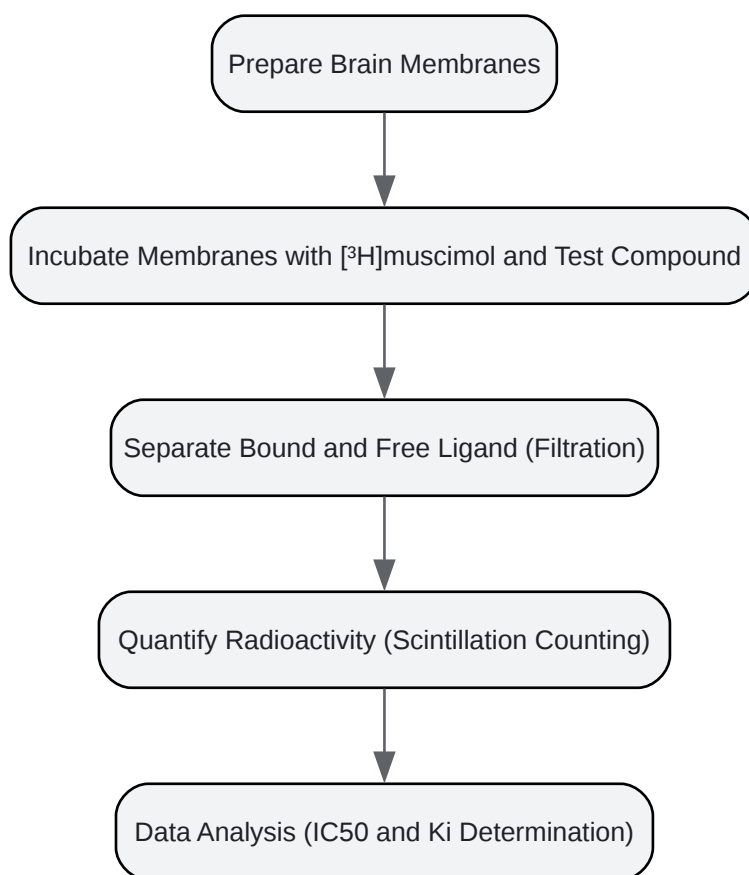 Prepare Brain Membranes
Incubate Membranes with [³H]muscimol and Test Compound
Separate Bound and Free Ligand (Filtration)
Quantify Radioactivity (Scintillation Counting)
Data Analysis (IC50 and Ki Determination)